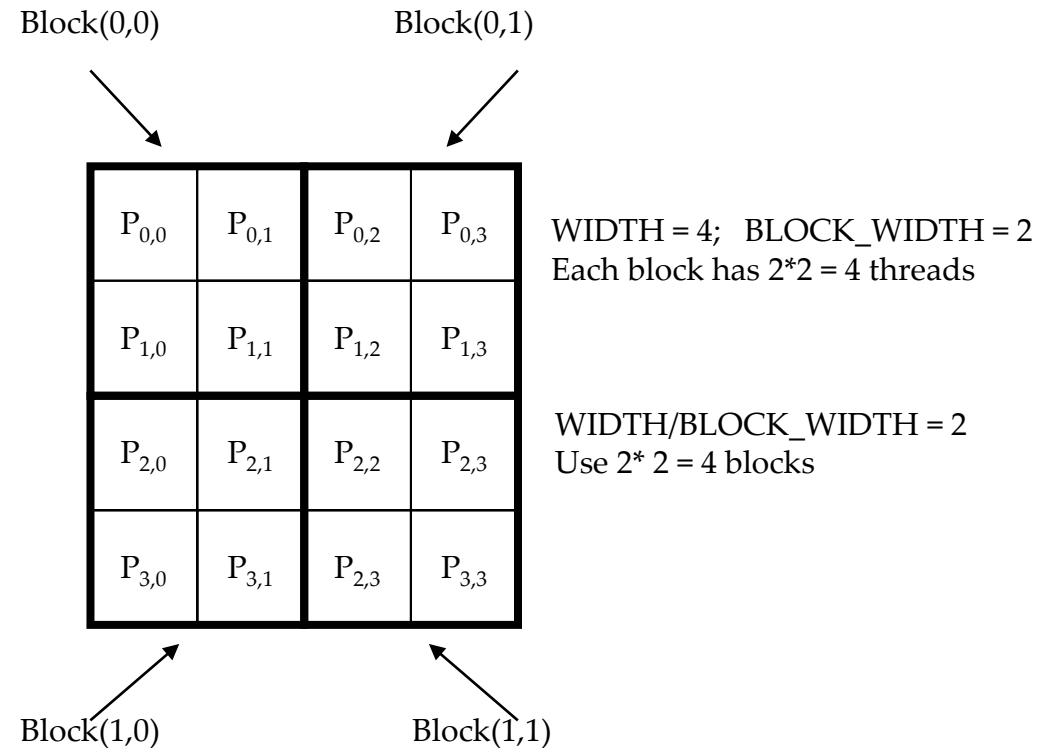 Block(0,0) Block(0,1)
P0,0 P0,1 P0,2 P0,3
WIDTH = 4; BLOCK_WIDTH = 2
Each block has 2*2 = 4 threads
P1,0 P1,1 P1,2 P1,3
WIDTH/BLOCK_WIDTH = 2
Use 2* 2 = 4 blocks
P2,0 P2,1 P2,2 P2,3
P3,0 P3,1 P2,3 P3,3
Block(1,0) Block(1,1)